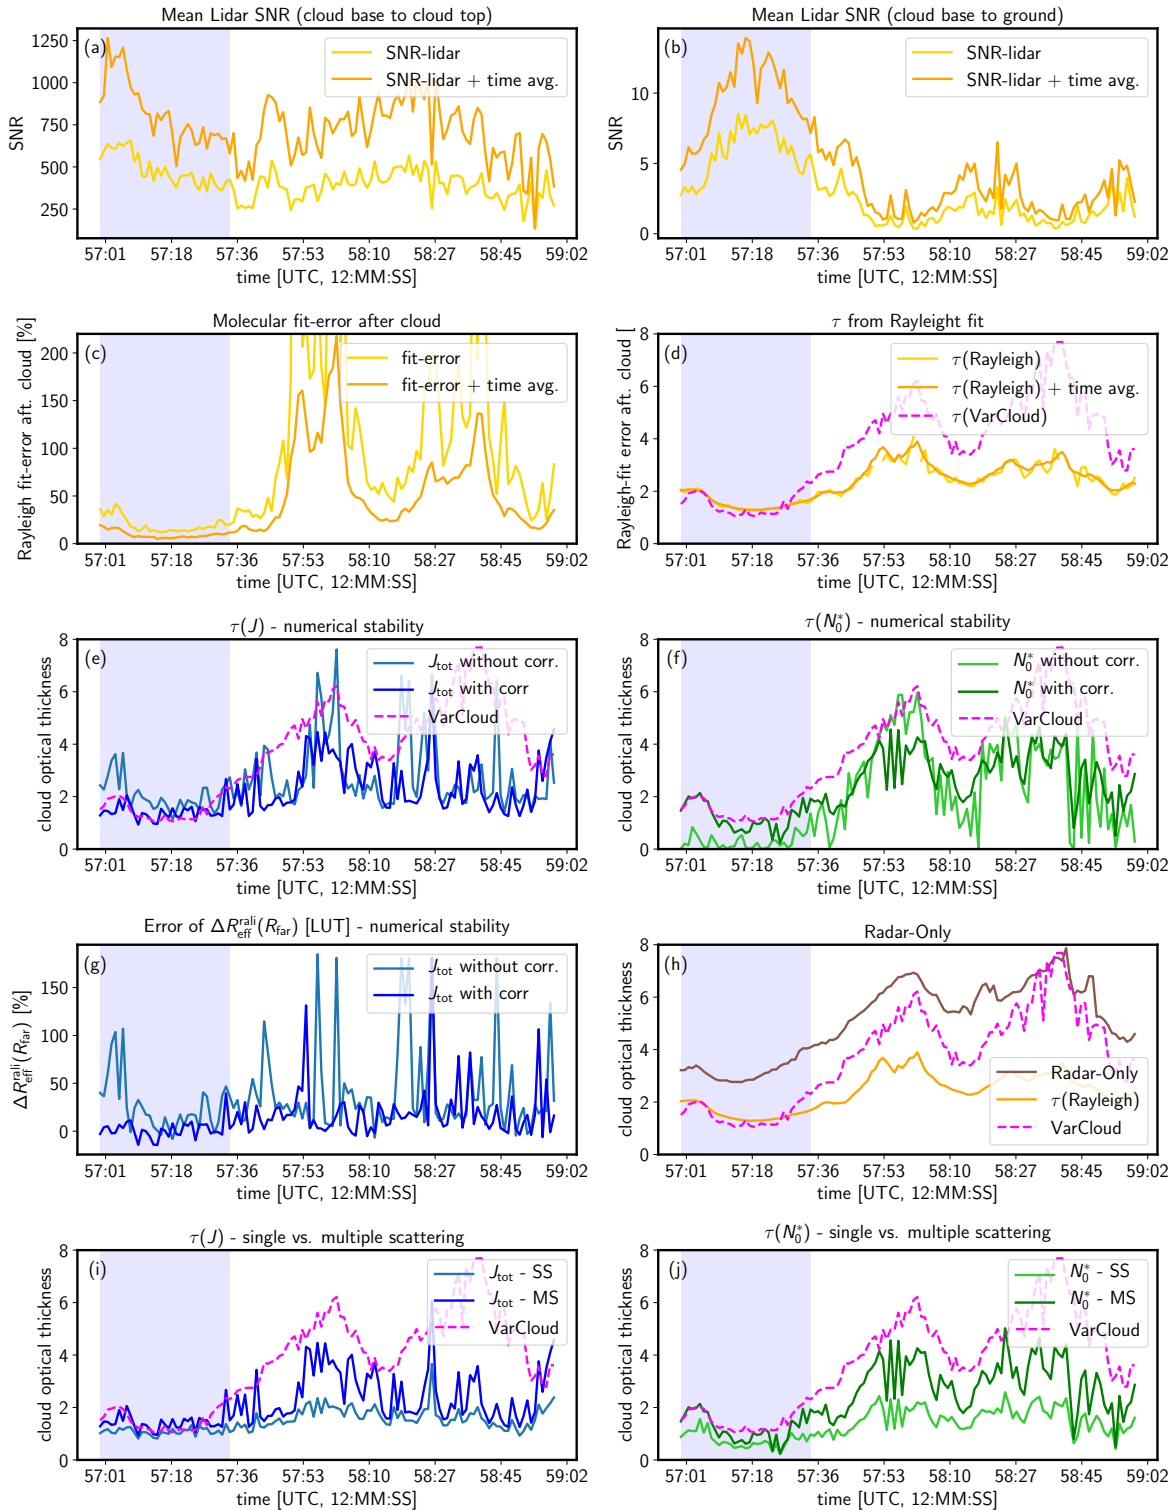 Mean Lidar SNR (cloud base to cloud top)
(a)
SNR-lidar
SNR-lidar + time avg.
1250
1000
750
500
250
SNR
57:01 57:18 57:36 57:53 58:10 58:27 58:45 59:02
time [UTC, 12:MM:SS]
Mean Lidar SNR (cloud base to ground)
(b)
SNR-lidar
SNR-lidar + time avg.
10
5
0
SNR
57:01 57:18 57:36 57:53 58:10 58:27 58:45 59:02
time [UTC, 12:MM:SS]
Molecular fit-error after cloud
(c)
fit-error
fit-error + time avg.
200
150
100
50
0
Rayleigh fit-error aft. cloud [%]
57:01 57:18 57:36 57:53 58:10 58:27 58:45 59:02
time [UTC, 12:MM:SS]
τ from Rayleight fit
(d)
τ(Rayleigh)
τ(Rayleigh) + time avg.
τ(VarCloud)
8
6
4
2
0
Rayleigh-fit error aft. cloud [
57:01 57:18 57:36 57:53 58:10 58:27 58:45 59:02
time [UTC, 12:MM:SS]
τ(J) - numerical stability
(e)
J_tot without corr.
J_tot with corr
VarCloud
8
6
4
2
0
cloud optical thickness
57:01 57:18 57:36 57:53 58:10 58:27 58:45 59:02
time [UTC, 12:MM:SS]
τ(N₀*) - numerical stability
(f)
N₀* without corr.
N₀* with corr.
VarCloud
8
6
4
2
0
cloud optical thickness
57:01 57:18 57:36 57:53 58:10 58:27 58:45 59:02
time [UTC, 12:MM:SS]
Error of ΔR_eff^rali(R_far) [LUT] - numerical stability
(g)
J_tot without corr.
J_tot with corr
150
100
50
0
ΔR_eff^rali(R_far) [%]
57:01 57:18 57:36 57:53 58:10 58:27 58:45 59:02
time [UTC, 12:MM:SS]
Radar-Only
(h)
Radar-Only
τ(Rayleigh)
VarCloud
8
6
4
2
0
cloud optical thickness
57:01 57:18 57:36 57:53 58:10 58:27 58:45 59:02
time [UTC, 12:MM:SS]
τ(J) - single vs. multiple scattering
(i)
J_tot - SS
J_tot - MS
VarCloud
8
6
4
2
0
cloud optical thickness
57:01 57:18 57:36 57:53 58:10 58:27 58:45 59:02
time [UTC, 12:MM:SS]
τ(N₀*) - single vs. multiple scattering
(j)
N₀* - SS
N₀* - MS
VarCloud
8
6
4
2
0
cloud optical thickness
57:01 57:18 57:36 57:53 58:10 58:27 58:45 59:02
time [UTC, 12:MM:SS]